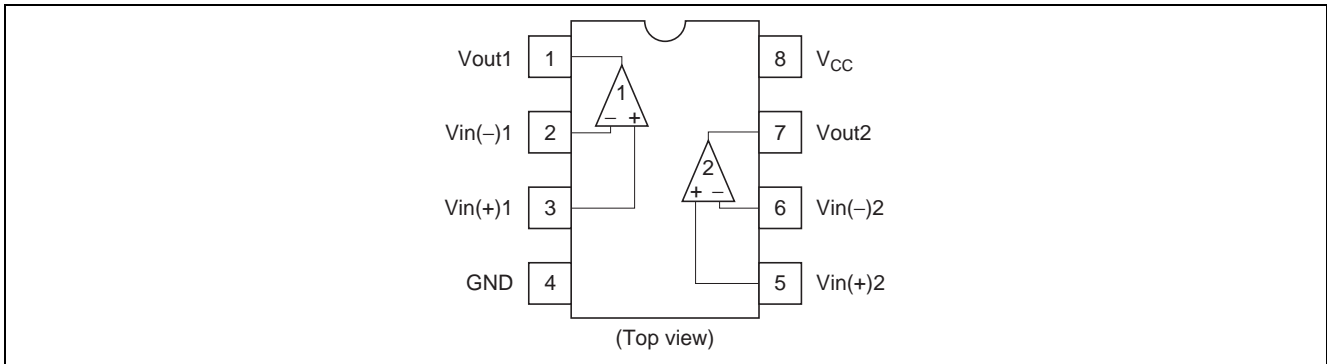 Vout1 1 8 VCC
1
− +
Vin(−)1 2 7 Vout2
2
+ −
Vin(+)1 3 6 Vin(−)2
GND 4 5 Vin(+)2
(Top view)